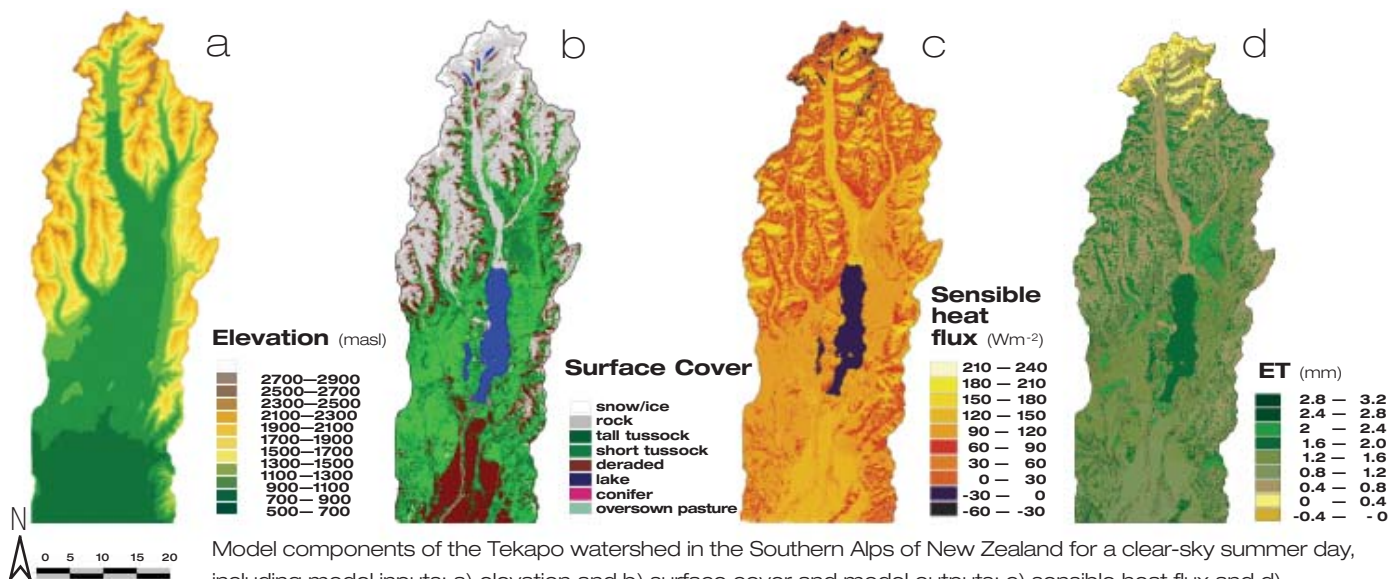 a
b
c
d
Elevation (masl)
2700—2900
2500—2700
2300—2500
2100—2300
1900—2100
1700—1900
1500—1700
1300—1500
1100—1300
900—1100
700— 900
500— 700
Surface Cover
snow/ice
rock
tall tussock
short tussock
deraded
lake
conifer
oversown pasture
Sensible
heat
flux (Wm-2)
210 — 240
180 — 210
150 — 180
120 — 150
90 — 120
60 — 90
30 — 60
0 — 30
-30 — 0
-60 — -30
ET (mm)
2.8 — 3.2
2.4 — 2.8
2 — 2.4
1.6 — 2.0
1.2 — 1.6
0.8 — 1.2
0.4 — 0.8
0 — 0.4
-0.4 — - 0
N
0 5 10 20
Model components of the Tekapo watershed in the Southern Alps of New Zealand for a clear-sky summer day,
including model inputs: a) elevation and b) surface cover and model outputs: c) sensible heat flux and d)